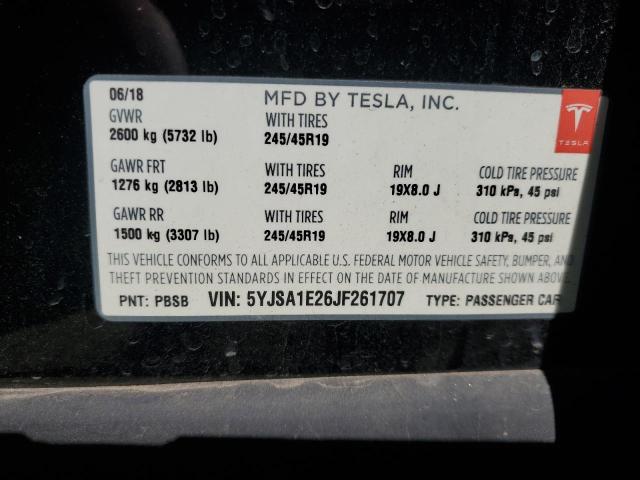 06/18 MFD BY TESLA, INC.
GVWR WITH TIRES
2600 kg (5732 lb) 245/45R19
TESLA
GAWR FRT WITH TIRES RIM COLD TIRE PRESSURE
1276 kg (2813 lb) 245/45R19 19X8.0 J 310 kPs, 45 psi
GAWR RR WITH TIRES RIM COLD TIRE PRESSURE
1500 kg (3307 lb) 245/45R19 19X8.0 J 310 kPs, 45 psi
THIS VEHICLE CONFORMS TO ALL APPLICABLE U.S. FEDERAL MOTOR VEHICLE SAFETY, BUMPER, AND
THEFT PREVENTION STANDARDS IN EFFECT ON THE DATE OF MANUFACTURE SHOWN ABOVE.
PNT: PBSB VIN: 5YJSA1E26JF261707 TYPE: PASSENGER CAR